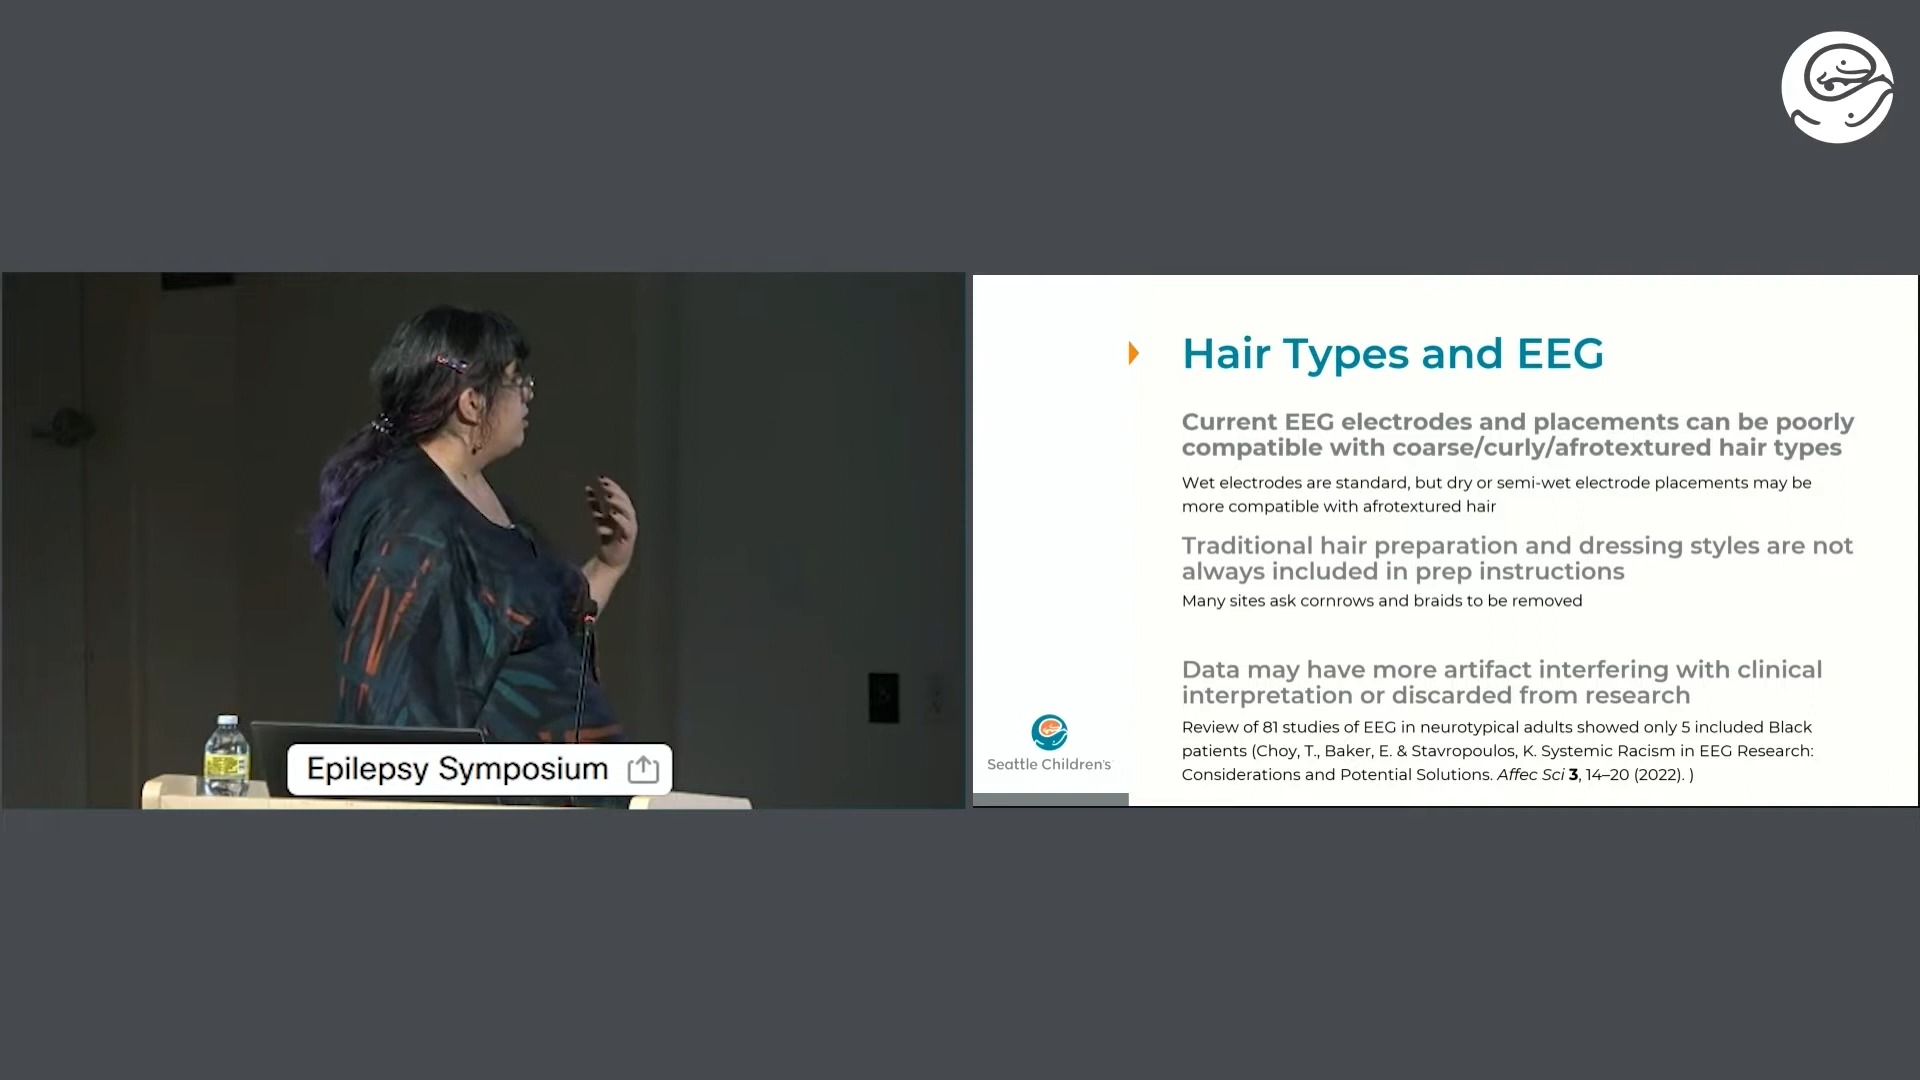 Epilepsy Symposium
Hair Types and EEG
Current EEG electrodes and placements can be poorly
compatible with coarse/curly/afrotextured hair types
Wet electrodes are standard, but dry or semi-wet electrode placements may be
more compatible with afrotextured hair
Traditional hair preparation and dressing styles are not
always included in prep instructions
Many sites ask cornrows and braids to be removed
Data may have more artifact interfering with clinical
interpretation or discarded from research
Review of 81 studies of EEG in neurotypical adults showed only 5 included Black
patients (Choy, T., Baker, E. & Stavropoulos, K. Systemic Racism in EEG Research:
Considerations and Potential Solutions. Affec Sci 3, 14–20 (2022). )
Seattle Children's